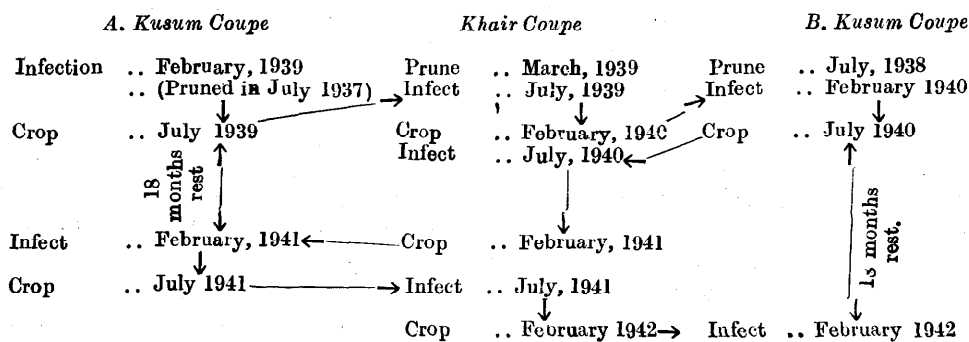 A. Kusum Coupe
Infection .. February, 1939
.. (Pruned in July 1937)
Crop .. July 1939
18
months
rest
Infect .. February, 1941
Crop .. July 1941
Khair Coupe
Prune .. March, 1939
Infect .. July, 1939
Crop .. February, 1940
Infect .. July, 1940
Crop .. February, 1941
Infect .. July, 1941
Crop .. February 1942
B. Kusum Coupe
Prune .. July, 1938
Infect .. February 1940
Crop .. July 1940
18 months
rest.
Infect .. February 1942